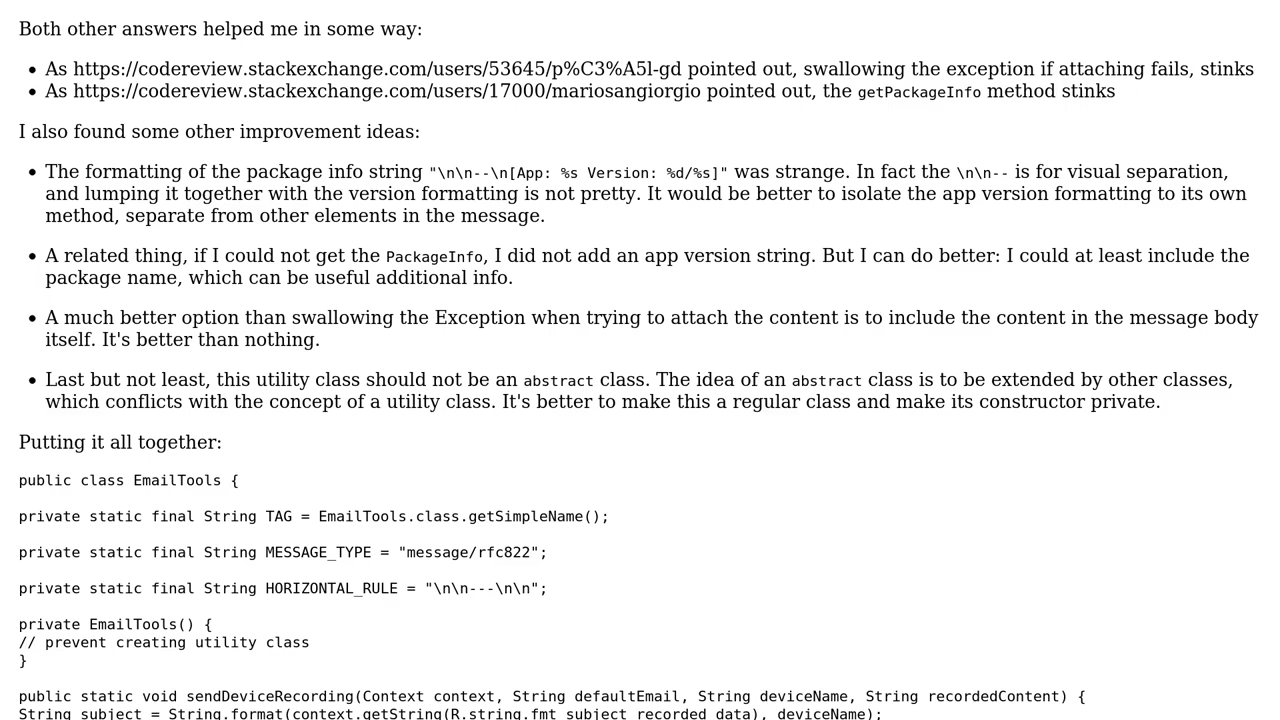 Both other answers helped me in some way:
• As https://codereview.stackexchange.com/users/53645/p%C3%A5l-gd pointed out, swallowing the exception if attaching fails, stinks
• As https://codereview.stackexchange.com/users/17000/mariosangiorgio pointed out, the getPackageInfo method stinks
I also found some other improvement ideas:
• The formatting of the package info string "\n\n--\n[App: %s Version: %d/%s]" was strange. In fact the \n\n-- is for visual separation,
and lumping it together with the version formatting is not pretty. It would be better to isolate the app version formatting to its own
method, separate from other elements in the message.
• A related thing, if I could not get the PackageInfo, I did not add an app version string. But I can do better: I could at least include the
package name, which can be useful additional info.
• A much better option than swallowing the Exception when trying to attach the content is to include the content in the message body
itself. It's better than nothing.
• Last but not least, this utility class should not be an abstract class. The idea of an abstract class is to be extended by other classes,
which conflicts with the concept of a utility class. It's better to make this a regular class and make its constructor private.
Putting it all together:
public class EmailTools {
private static final String TAG = EmailTools.class.getSimpleName();
private static final String MESSAGE_TYPE = "message/rfc822";
private static final String HORIZONTAL_RULE = "\n\n---\n\n";
private EmailTools() {
// prevent creating utility class
}
public static void sendDeviceRecording(Context context, String defaultEmail, String deviceName, String recordedContent) {
String subject = String.format(context.getString(R.string.fmt_subject_recorded_data), deviceName);